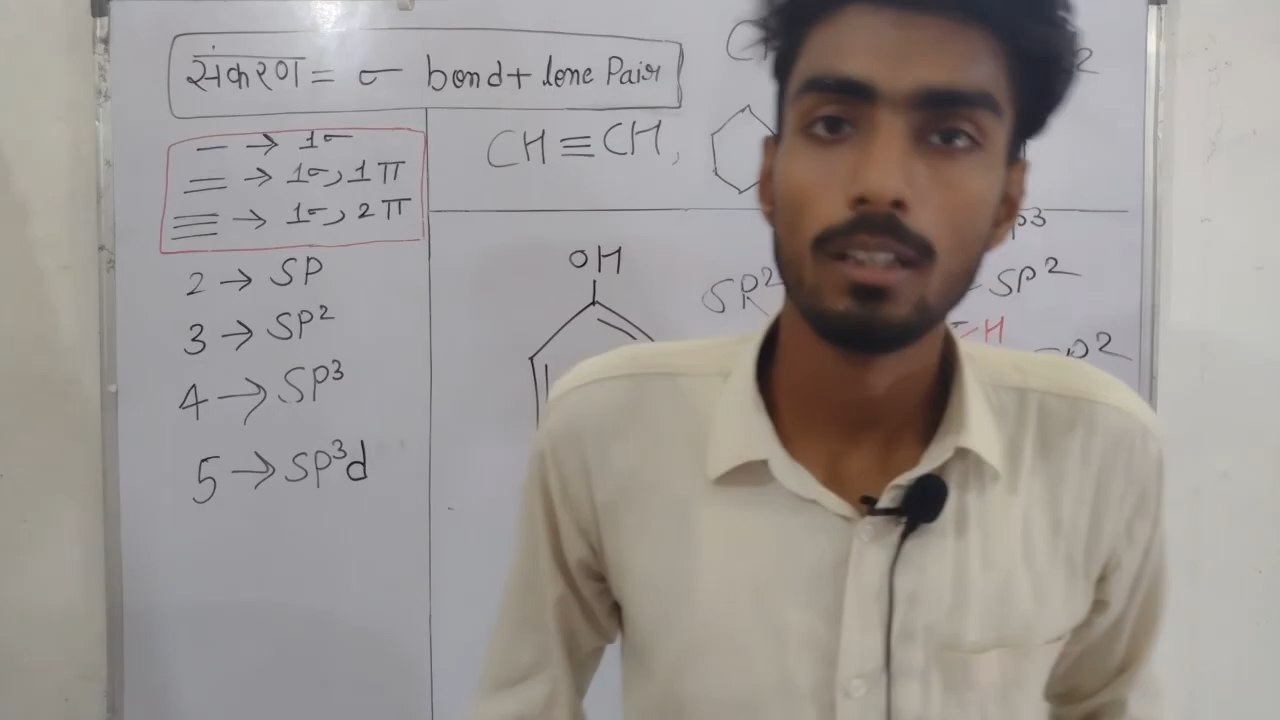 संकरण = σ bond + lone Pair
— → 1σ
= → 1σ, 1π
≡ → 1σ, 2π
2 → SP
3 → SP²
4 → SP³
5 → SP³d
CH≡CH,
OH
SP²
SP²
H